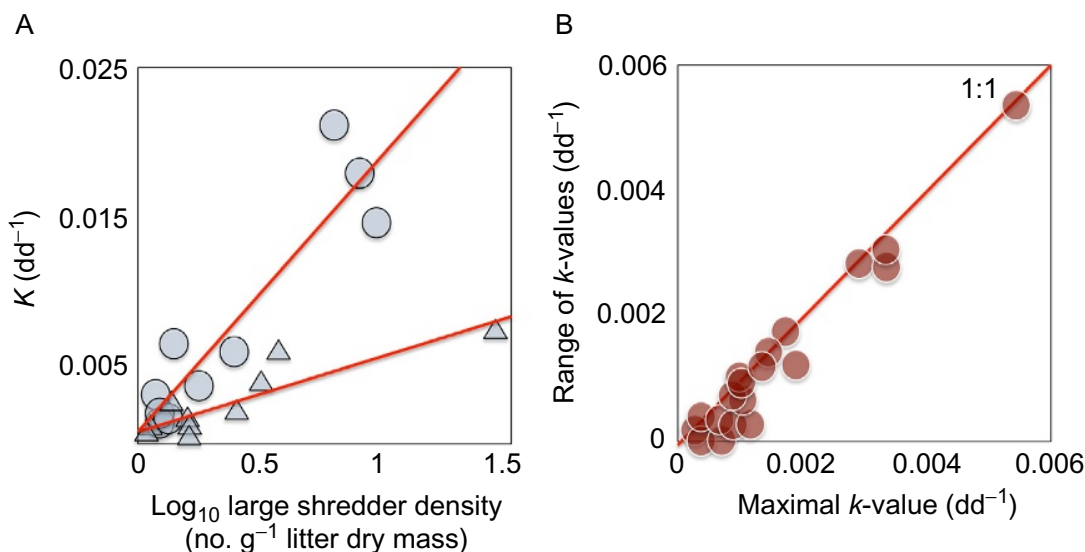 A
0.025
0.015
0.005
K (dd⁻¹)
0
0.5
1
1.5
Log₁₀ large shredder density
(no. g⁻¹ litter dry mass)
B
0.006
0.004
0.002
0
Range of k-values (dd⁻¹)
1:1
0
0.002
0.004
0.006
Maximal k-value (dd⁻¹)